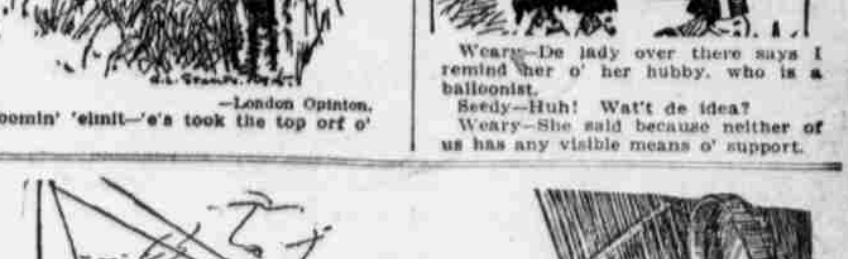 —London Opinion.
oomin' 'elmit—'e's took the top orf o'
Weary—De lady over there says I
remind her o' her hubby, who is a
balloonist.
Seedy—Huh! Wat't de idea?
Weary—She said because neither of
us has any visible means o' support.